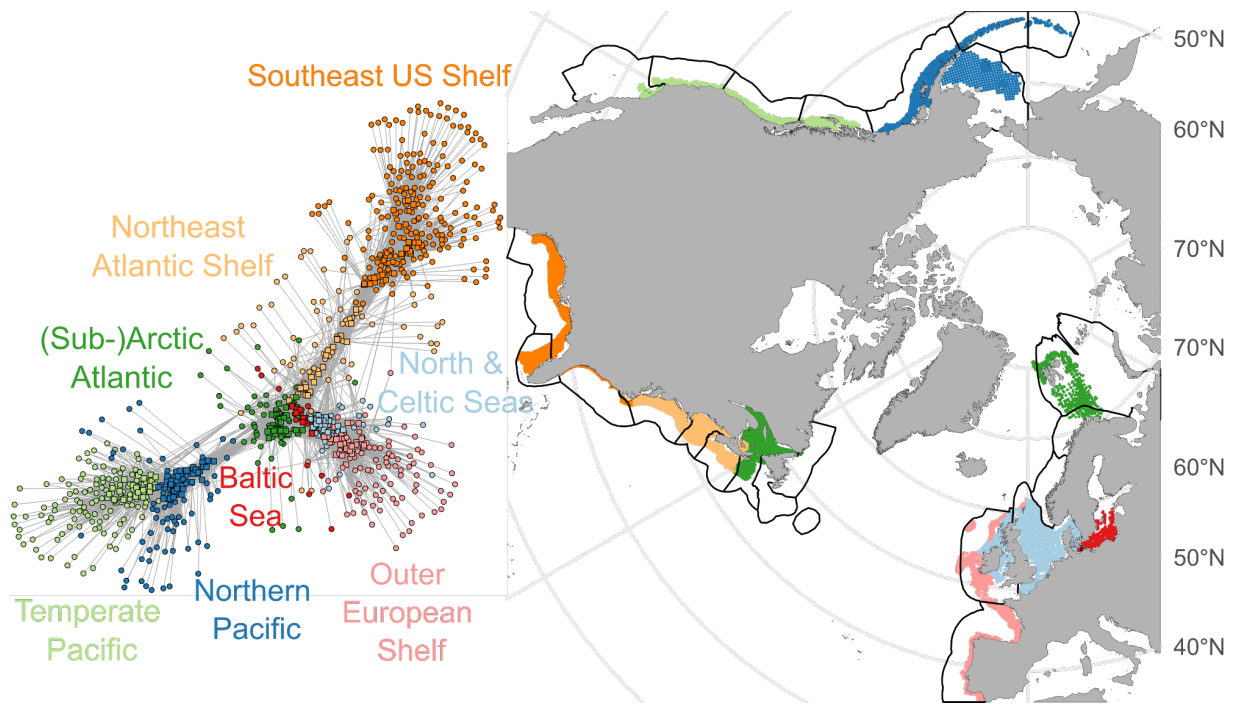 Southeast US Shelf
Northeast
Atlantic Shelf
(Sub-)Arctic
Atlantic
North &
Celtic Seas
Baltic
Sea
Temperate
Pacific
Northern
Pacific
Outer
European
Shelf
50°N
60°N
70°N
70°N
60°N
50°N
40°N